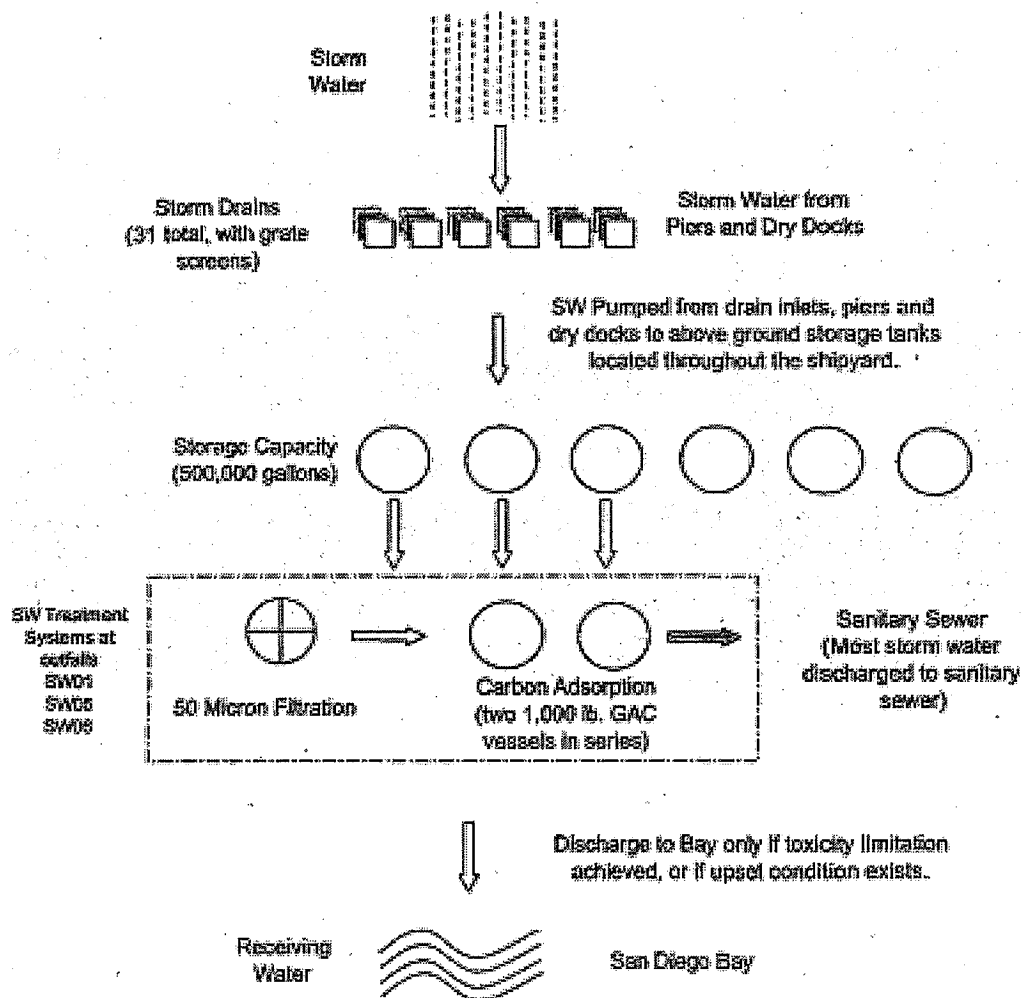 Storm
Water
Storm Drains
(31 total, with grate
screens)
Storm Water from
Piers and Dry Docks
SW Pumped from drain inlets, piers and
dry docks to above ground storage tanks
located throughout the shipyard.
Storage Capacity
(500,000 gallons)
SW Treatment
Systems at
outfalls
SW01
50 Micron Filtration
Carbon Adsorption
(two 1,000 lb. GAC
vessels in series)
Sanitary Sewer
(Most storm water
discharged to sanitary
sewer)
Discharge to Bay only if toxicity limitation
achieved, or if upset condition exists.
Receiving
Water
San Diego Bay